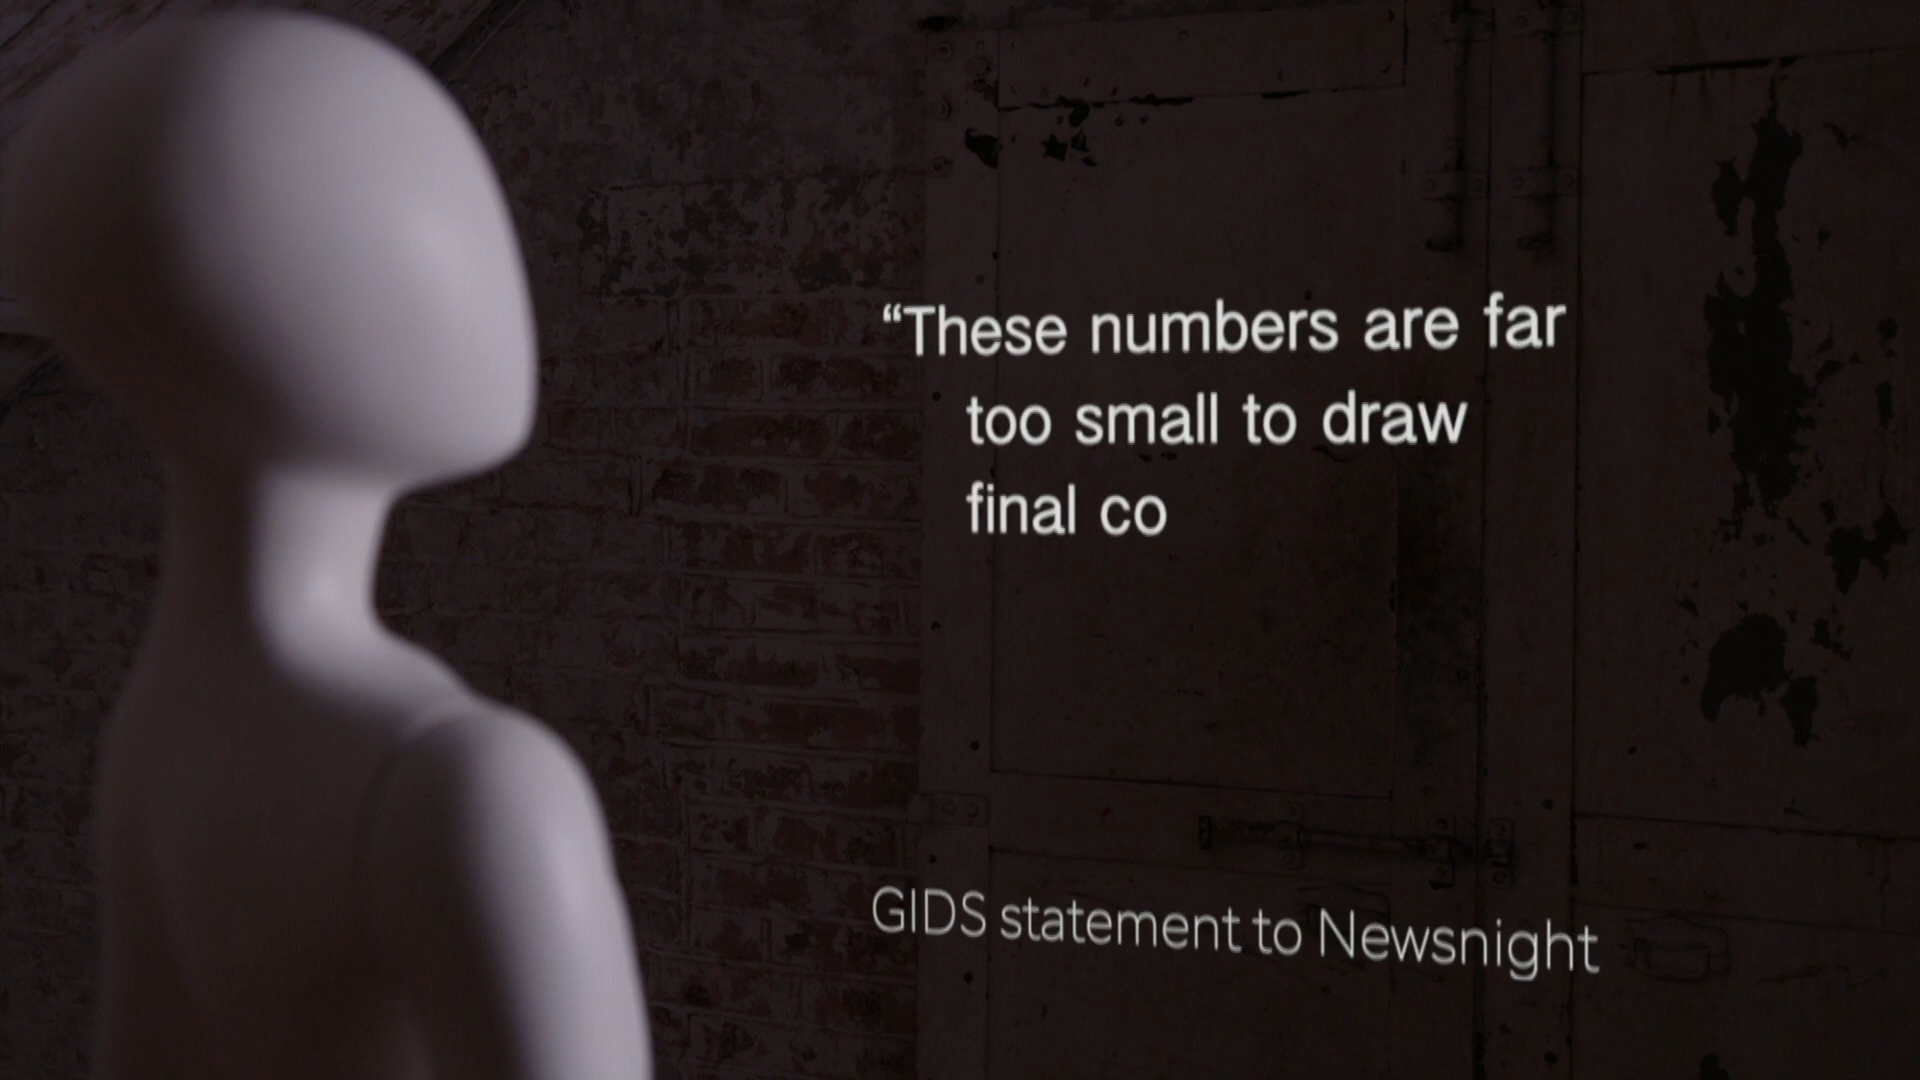 “These numbers are far
too small to draw
final co
GIDS statement to Newsnight